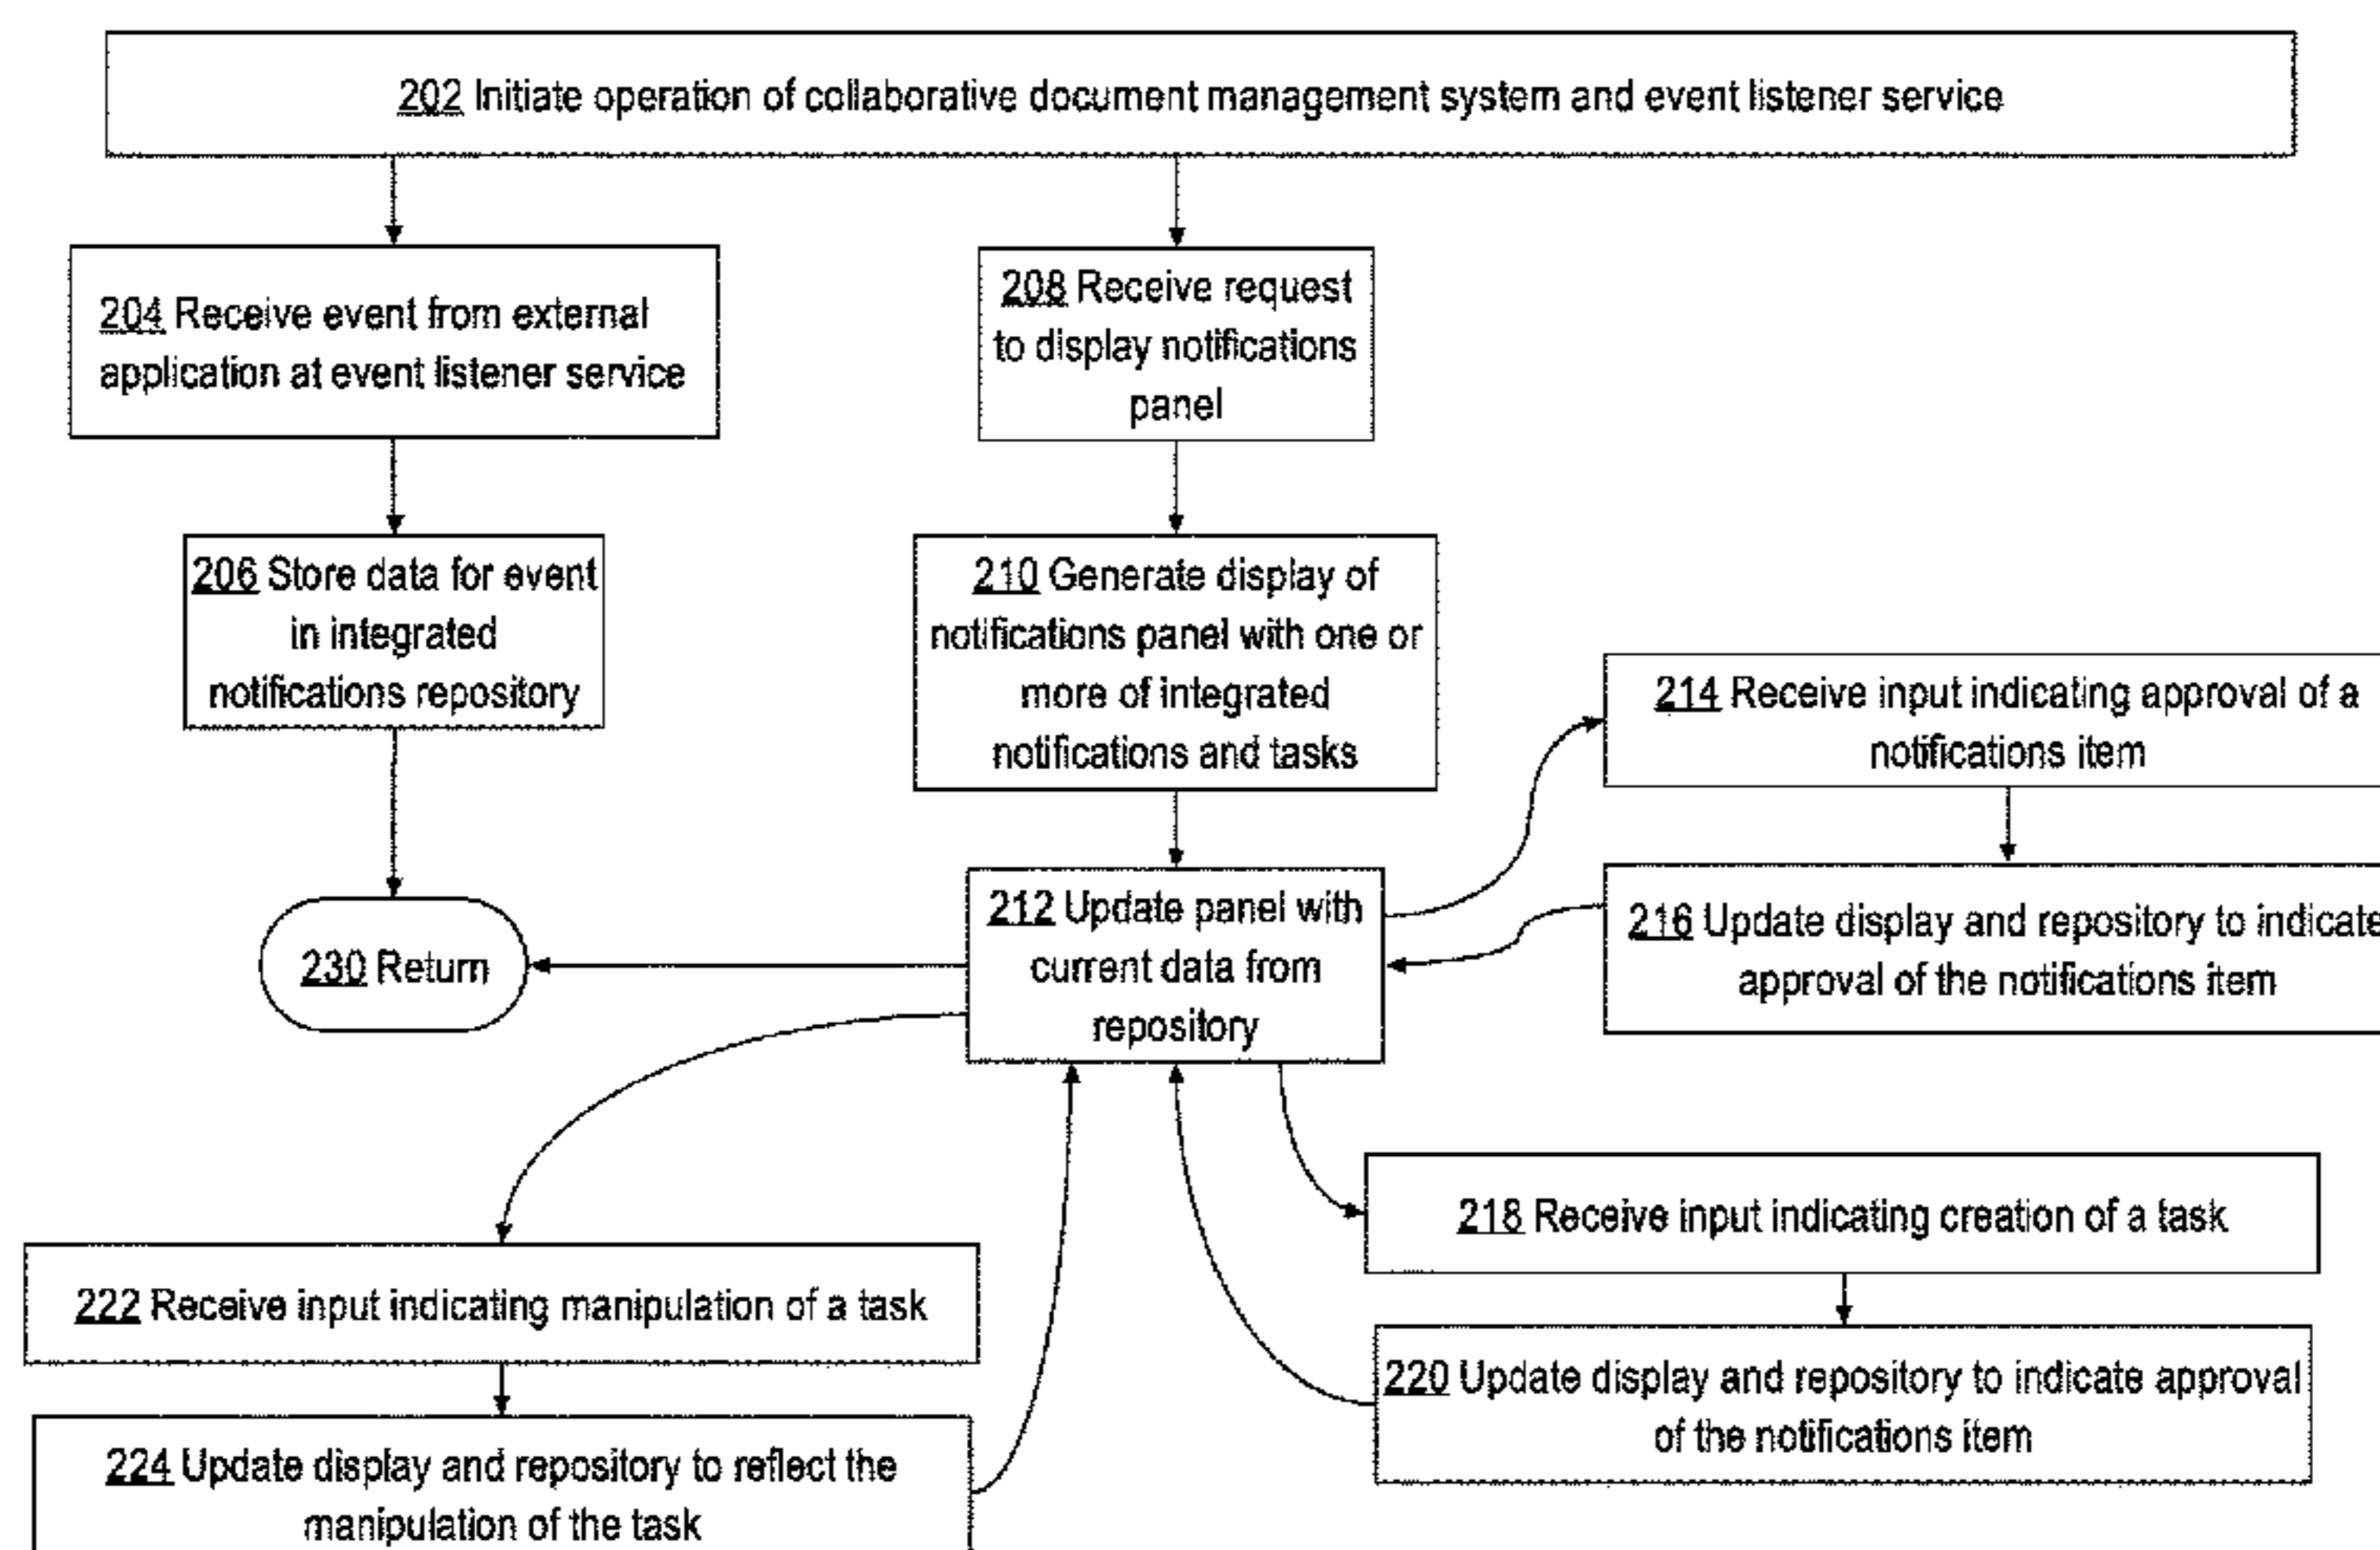 202 Initiate operation of collaborative document management system and event listener service
204 Receive event from external
application at event listener service
208 Receive request
to display notifications
panel
206 Store data for event
in integrated
notifications repository
210 Generate display of
notifications panel with one or
more of integrated
notifications and tasks
214 Receive input indicating approval of a
notifications item
212 Update panel with
current data from
repository
216 Update display and repository to indicate
approval of the notifications item
230 Return
218 Receive input indicating creation of a task
222 Receive input indicating manipulation of a task
220 Update display and repository to indicate approval
of the notifications item
224 Update display and repository to reflect the
manipulation of the task